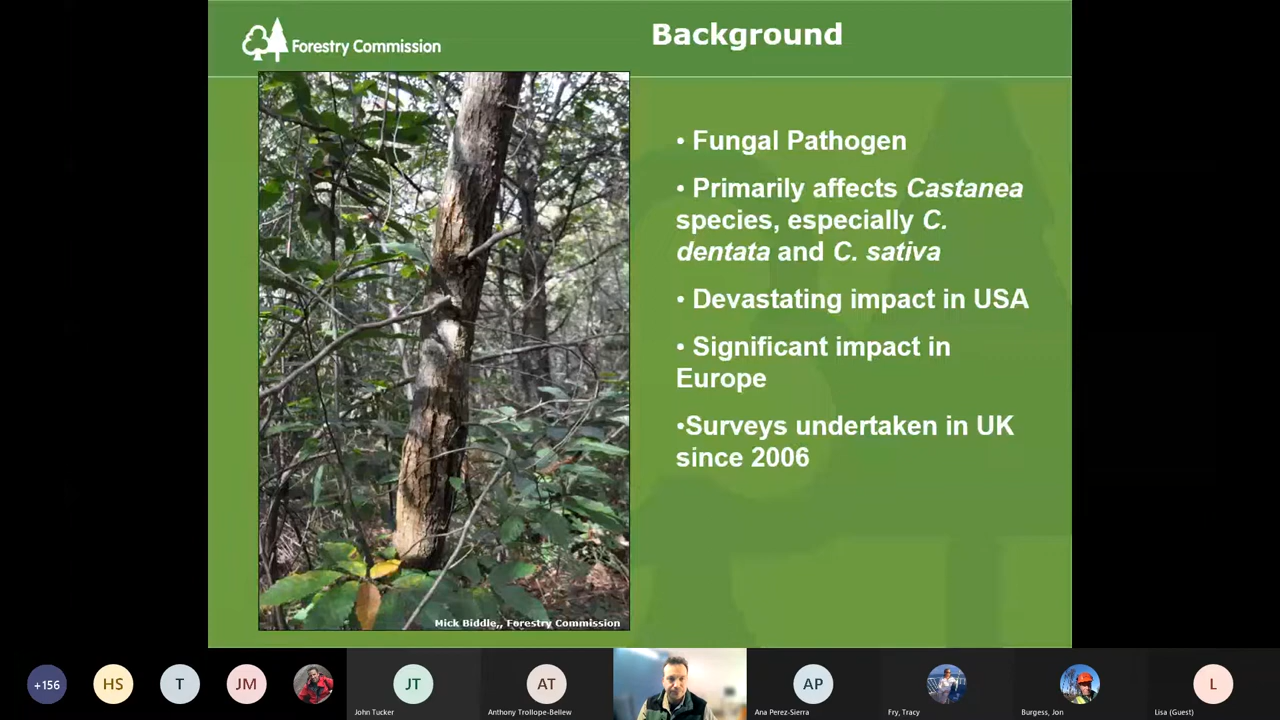 Forestry Commission
Background
• Fungal Pathogen
• Primarily affects Castanea
species, especially C.
dentata and C. sativa
• Devastating impact in USA
• Significant impact in
Europe
•Surveys undertaken in UK
since 2006
Mick Biddle,, Forestry Commission
+156
HS
T
JM
JT
John Tucker
AT
Anthony Trollope-Bellew
AP
Ana Perez-Sierra
Fry, Tracy
Burgess, Jon
L
Lisa (Guest)